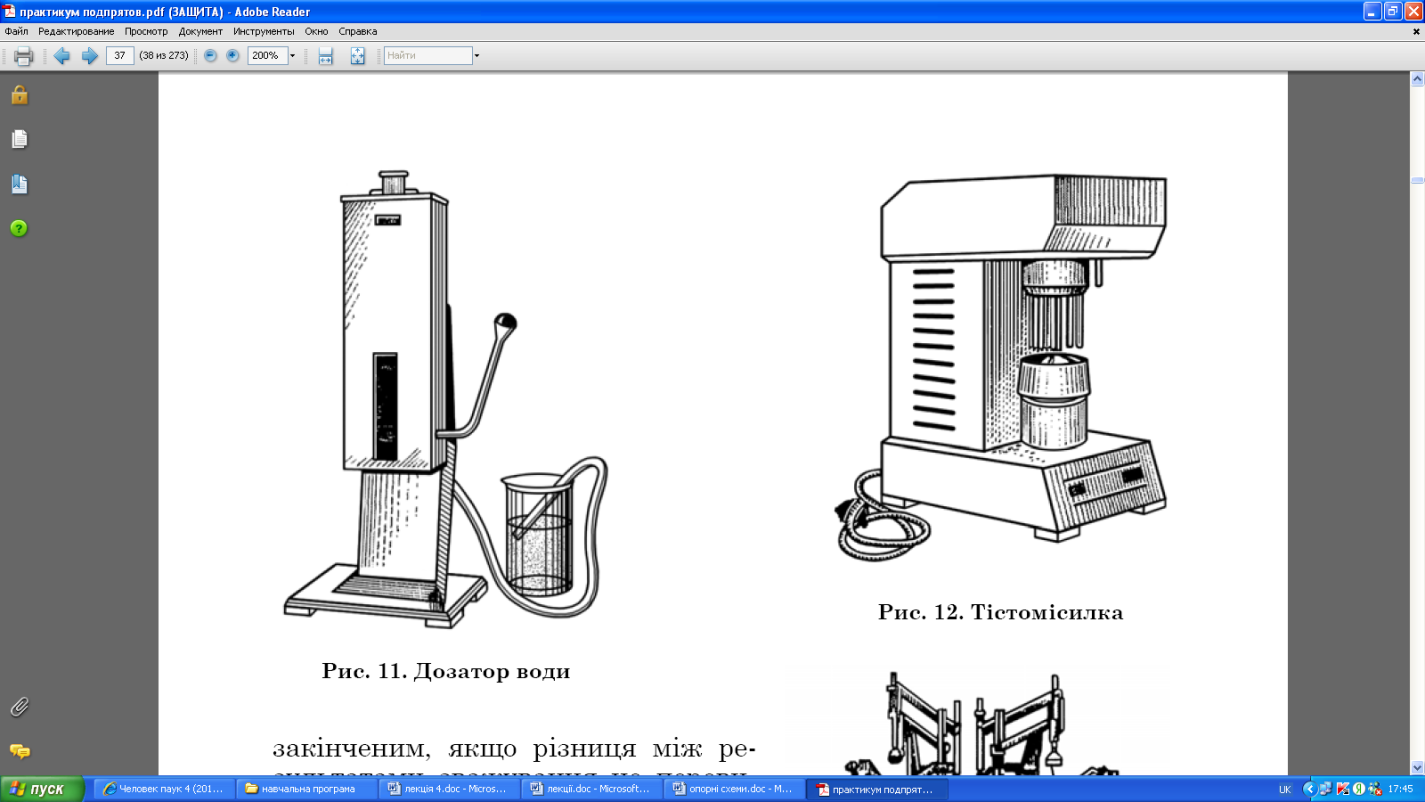 практикум подпрятов.pdf (ЗАЩИТА) - Adobe Reader
Файл Редактирование Просмотр Документ Инструменты Окно Справка
37 (38 из 273) 200% Найти
Рис. 12. Тістомісилка
Рис. 11. Дозатор води
закінченим, якщо різниця між ре-
пуск Человек паук 4 (201... навчальна програна лекція 4.doc - Micros... лекції.doc - Microsoft... опорні схеми.doc - М... практикум подпрят... UK 17:45